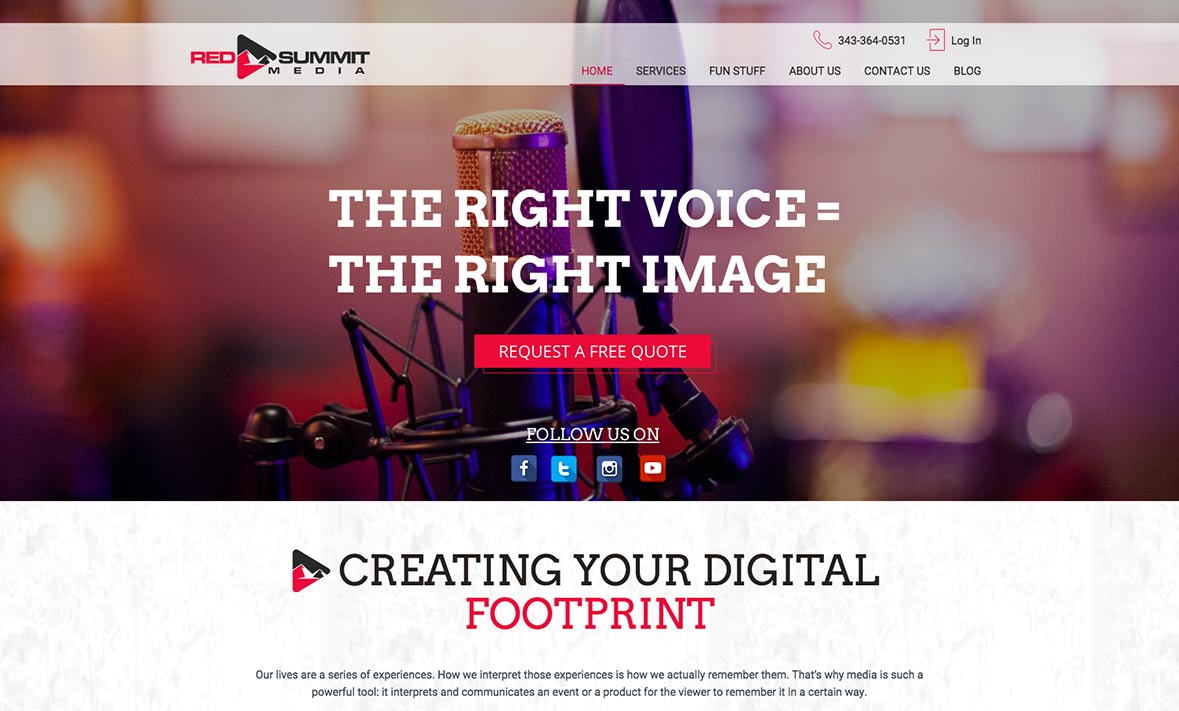 343-364-0531 Log In
RED SUMMIT
MEDIA
HOME SERVICES FUN STUFF ABOUT US CONTACT US BLOG
THE RIGHT VOICE =
THE RIGHT IMAGE
REQUEST A FREE QUOTE
FOLLOW US ON
CREATING YOUR DIGITAL
FOOTPRINT
Our lives are a series of experiences. How we interpret those experiences is how we actually remember them. That's why media is such a
powerful tool: it interprets and communicates an event or a product for the viewer to remember it in a certain way.